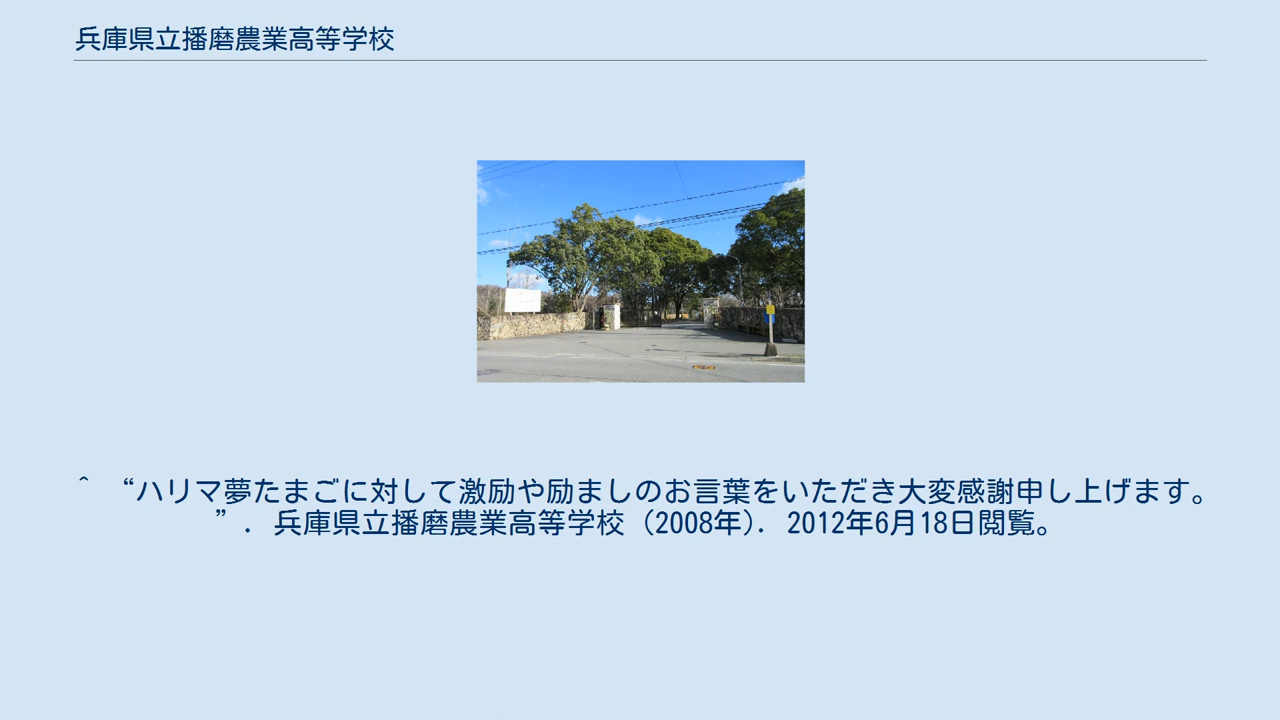 兵庫県立播磨農業高等学校
^ “ハリマ夢たまごに対して激励や励ましのお言葉をいただき大変感謝申し上げます。
”. 兵庫県立播磨農業高等学校 (2008年). 2012年6月18日閲覧。